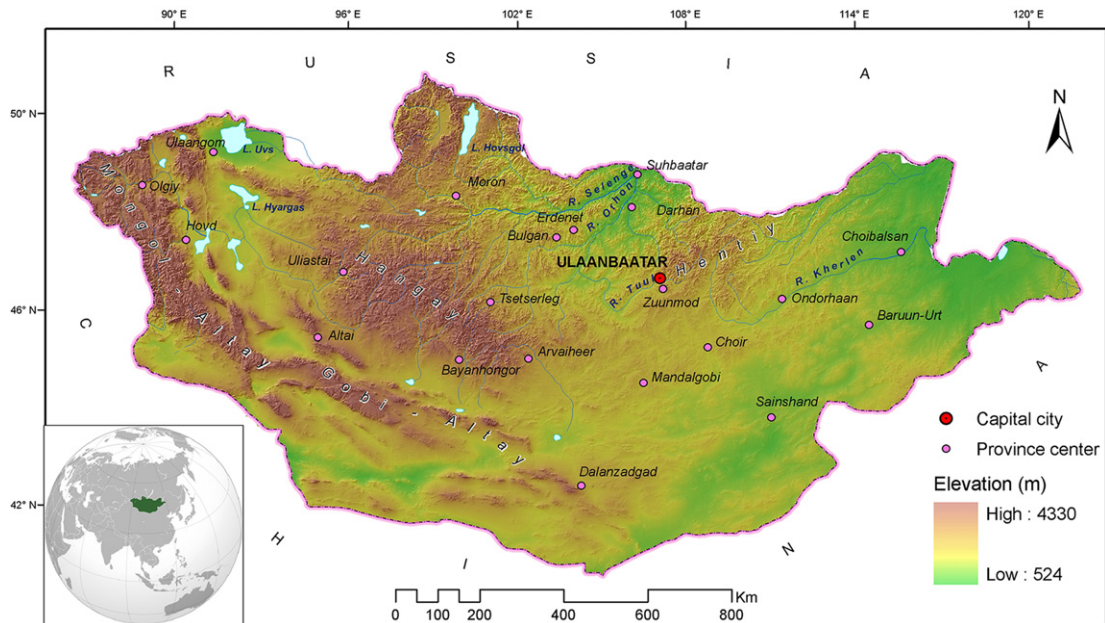 90° E
96° E
102° E
108° E
114° E
120° E
R U S S I A
N
50° N
Ulaangom
L. Uvs
L. Hovsgol
Suhbaatar
Olgiy
Moron
R. Selenge
L. Hyargas
R. Orhon
Darhan
Erdenet
Hovd
Bulgan
Choibalsan
Mongol - Altay
Hentiy
Uliastai
Hangay
ULAANBAATAR
R. Tuul
R. Kherlen
Tsetserleg
Zuunmod
Ondorhaan
46° N
Baruun-Urt
Altai
Choir
Arvaiheer
Bayanhongor
Mandalgobi
Gobi - Altay
Sainshand
Capital city
Province center
Dalanzadgad
Elevation (m)
High : 4330
Low : 524
42° N
C H I N A
0 50 100 200 400 600 800 Km